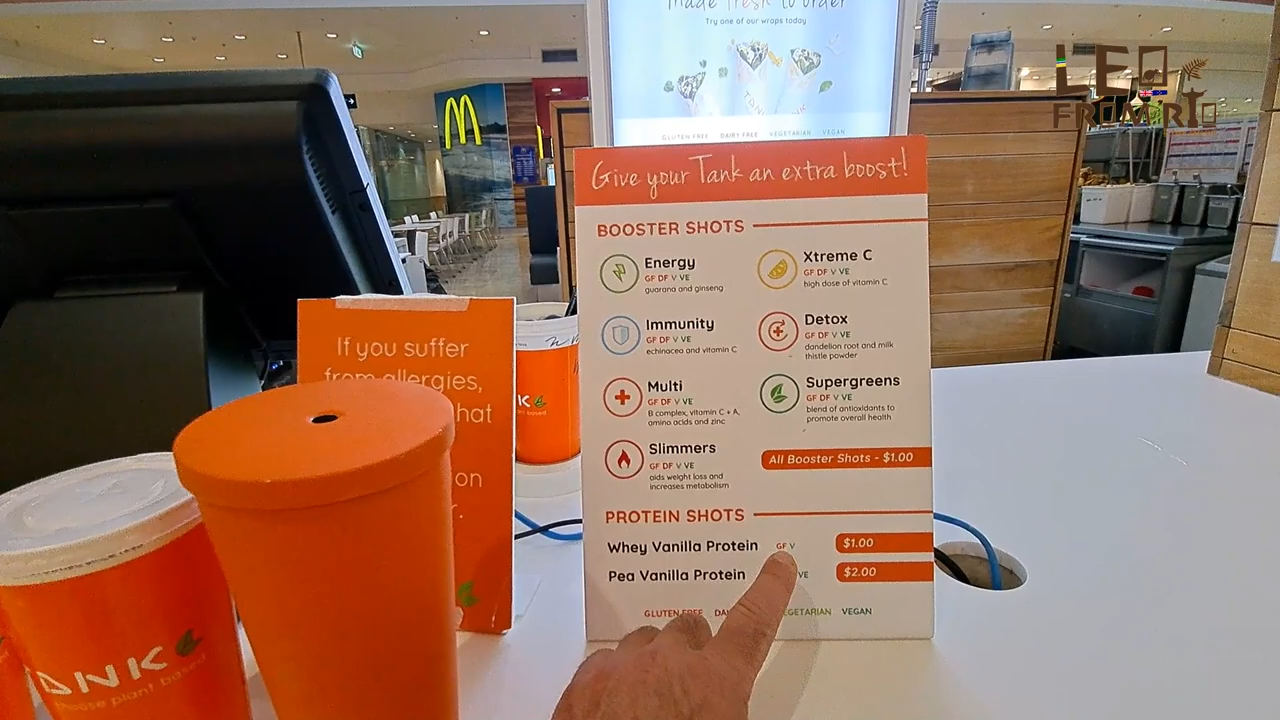 Made fresh to order
Try one of our wraps today
GLUTEN FREE DAIRY FREE VEGETARIAN VEGAN
LEO
FROM RIO
Give your Tank an extra boost!
BOOSTER SHOTS
Energy
GF DF V VE
guarana and ginseng
Xtreme C
GF DF V VE
high dose of vitamin C
Immunity
GF DF V VE
echinacea and vitamin C
Detox
GF DF V VE
dandelion root and milk
thistle powder
Multi
GF DF V VE
B complex, vitamin C + A,
amino acids and zinc
Supergreens
GF DF V VE
blend of antioxidants to
promote overall health
Slimmers
GF DF V VE
aids weight loss and
increases metabolism
All Booster Shots - $1.00
PROTEIN SHOTS
Whey Vanilla Protein GF V $1.00
Pea Vanilla Protein VE $2.00
GLUTEN FREE VEGAN
If you suffer
from allergies,
that
on
TANK
choose plant based